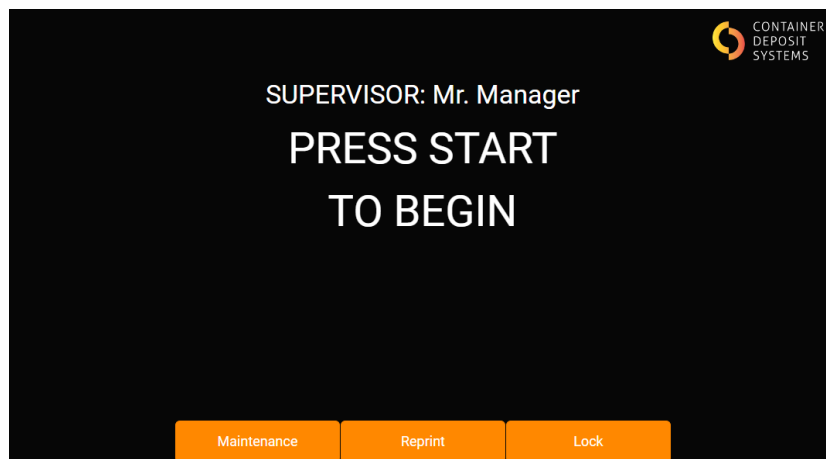 CONTAINER
DEPOSIT
SYSTEMS
SUPERVISOR: Mr. Manager
PRESS START
TO BEGIN
Maintenance
Reprint
Lock